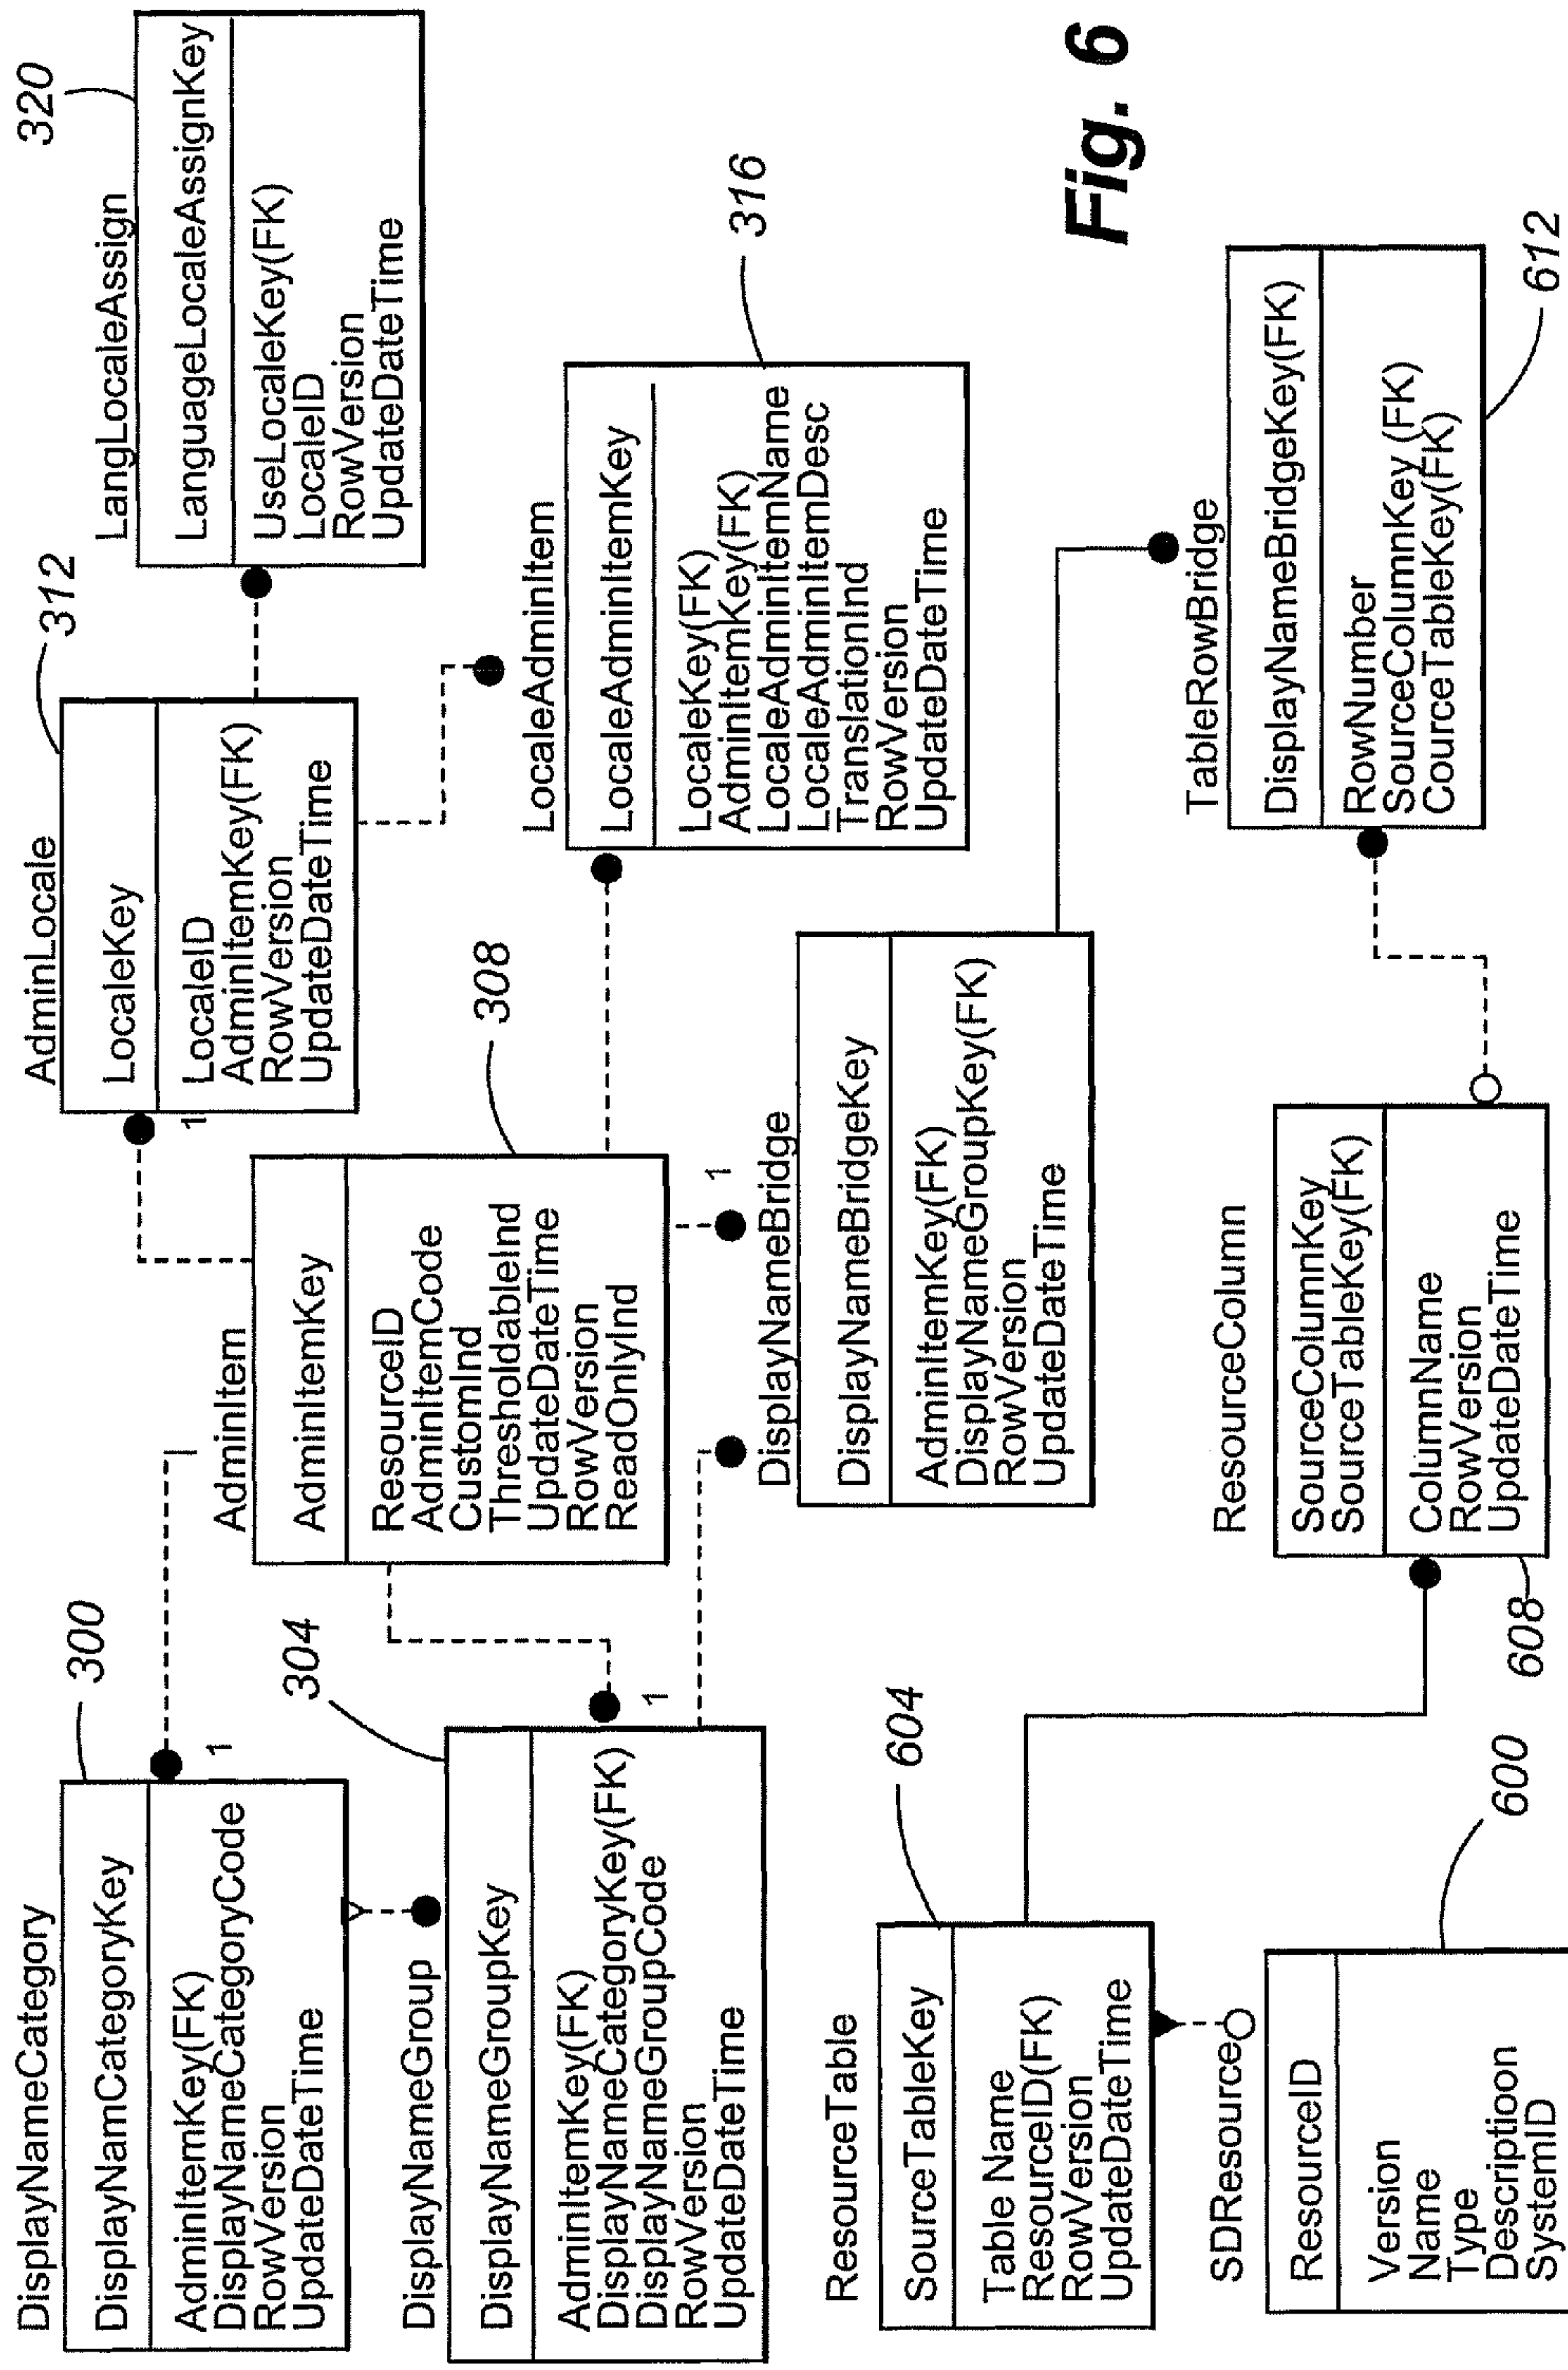 DisplayNameCategory
300
DisplayNamCategoryKey
AdminItemKey(FK)
DisplayNameCategoryCode
RowVersion
UpdateDateTime
1
DisplayNameGroup
304
DisplayNameGroupKey
AdminItemKey(FK)
DisplayNameCategoryKey(FK)
DisplayNameGroupCode
RowVersion
UpdateDateTime
1
AdminItem
308
AdminItemKey
ResourceID
AdminItemCode
CustomInd
ThresholdableInd
UpdateDateTime
RowVersion
ReadOnlyInd
AdminLocale
312
LocaleKey
LocaleID
AdminItemKey(FK)
RowVersion
UpdateDateTime
1
LangLocaleAssign
320
LanguageLocaleAssignKey
UseLocaleKey(FK)
LocaleID
RowVersion
UpdateDateTime
LocaleAdminItem
316
LocaleAdminItemKey
LocaleKey(FK)
AdminItemKey(FK)
LocaleAdminItemName
LocaleAdminItemDesc
TranslationInd
RowVersion
UpdateDateTime
1
DisplayNameBridge
DisplayNameBridgeKey
AdminItemKey(FK)
DisplayNameGroupKey(FK)
RowVersion
UpdateDateTime
ResourceTable
604
SourceTableKey
Table Name
ResourceID(FK)
RowVersion
UpdateDateTime
SDResource
600
ResourceID
Version
Name
Type
Descriptioon
SystemID
ResourceColumn
608
SourceColumnKey
SourceTableKey(FK)
ColumnName
RowVersion
UpdateDateTime
TableRowBridge
612
DisplayNameBridgeKey(FK)
RowNumber
SourceColumnKey (FK)
CourceTableKey(FK)
Fig. 6